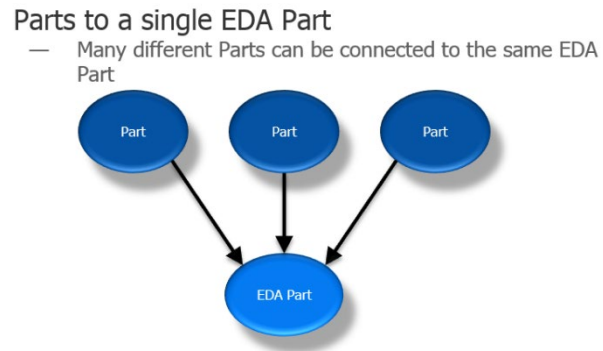 Parts to a single EDA Part
— Many different Parts can be connected to the same EDA
Part
Part Part Part
EDA Part